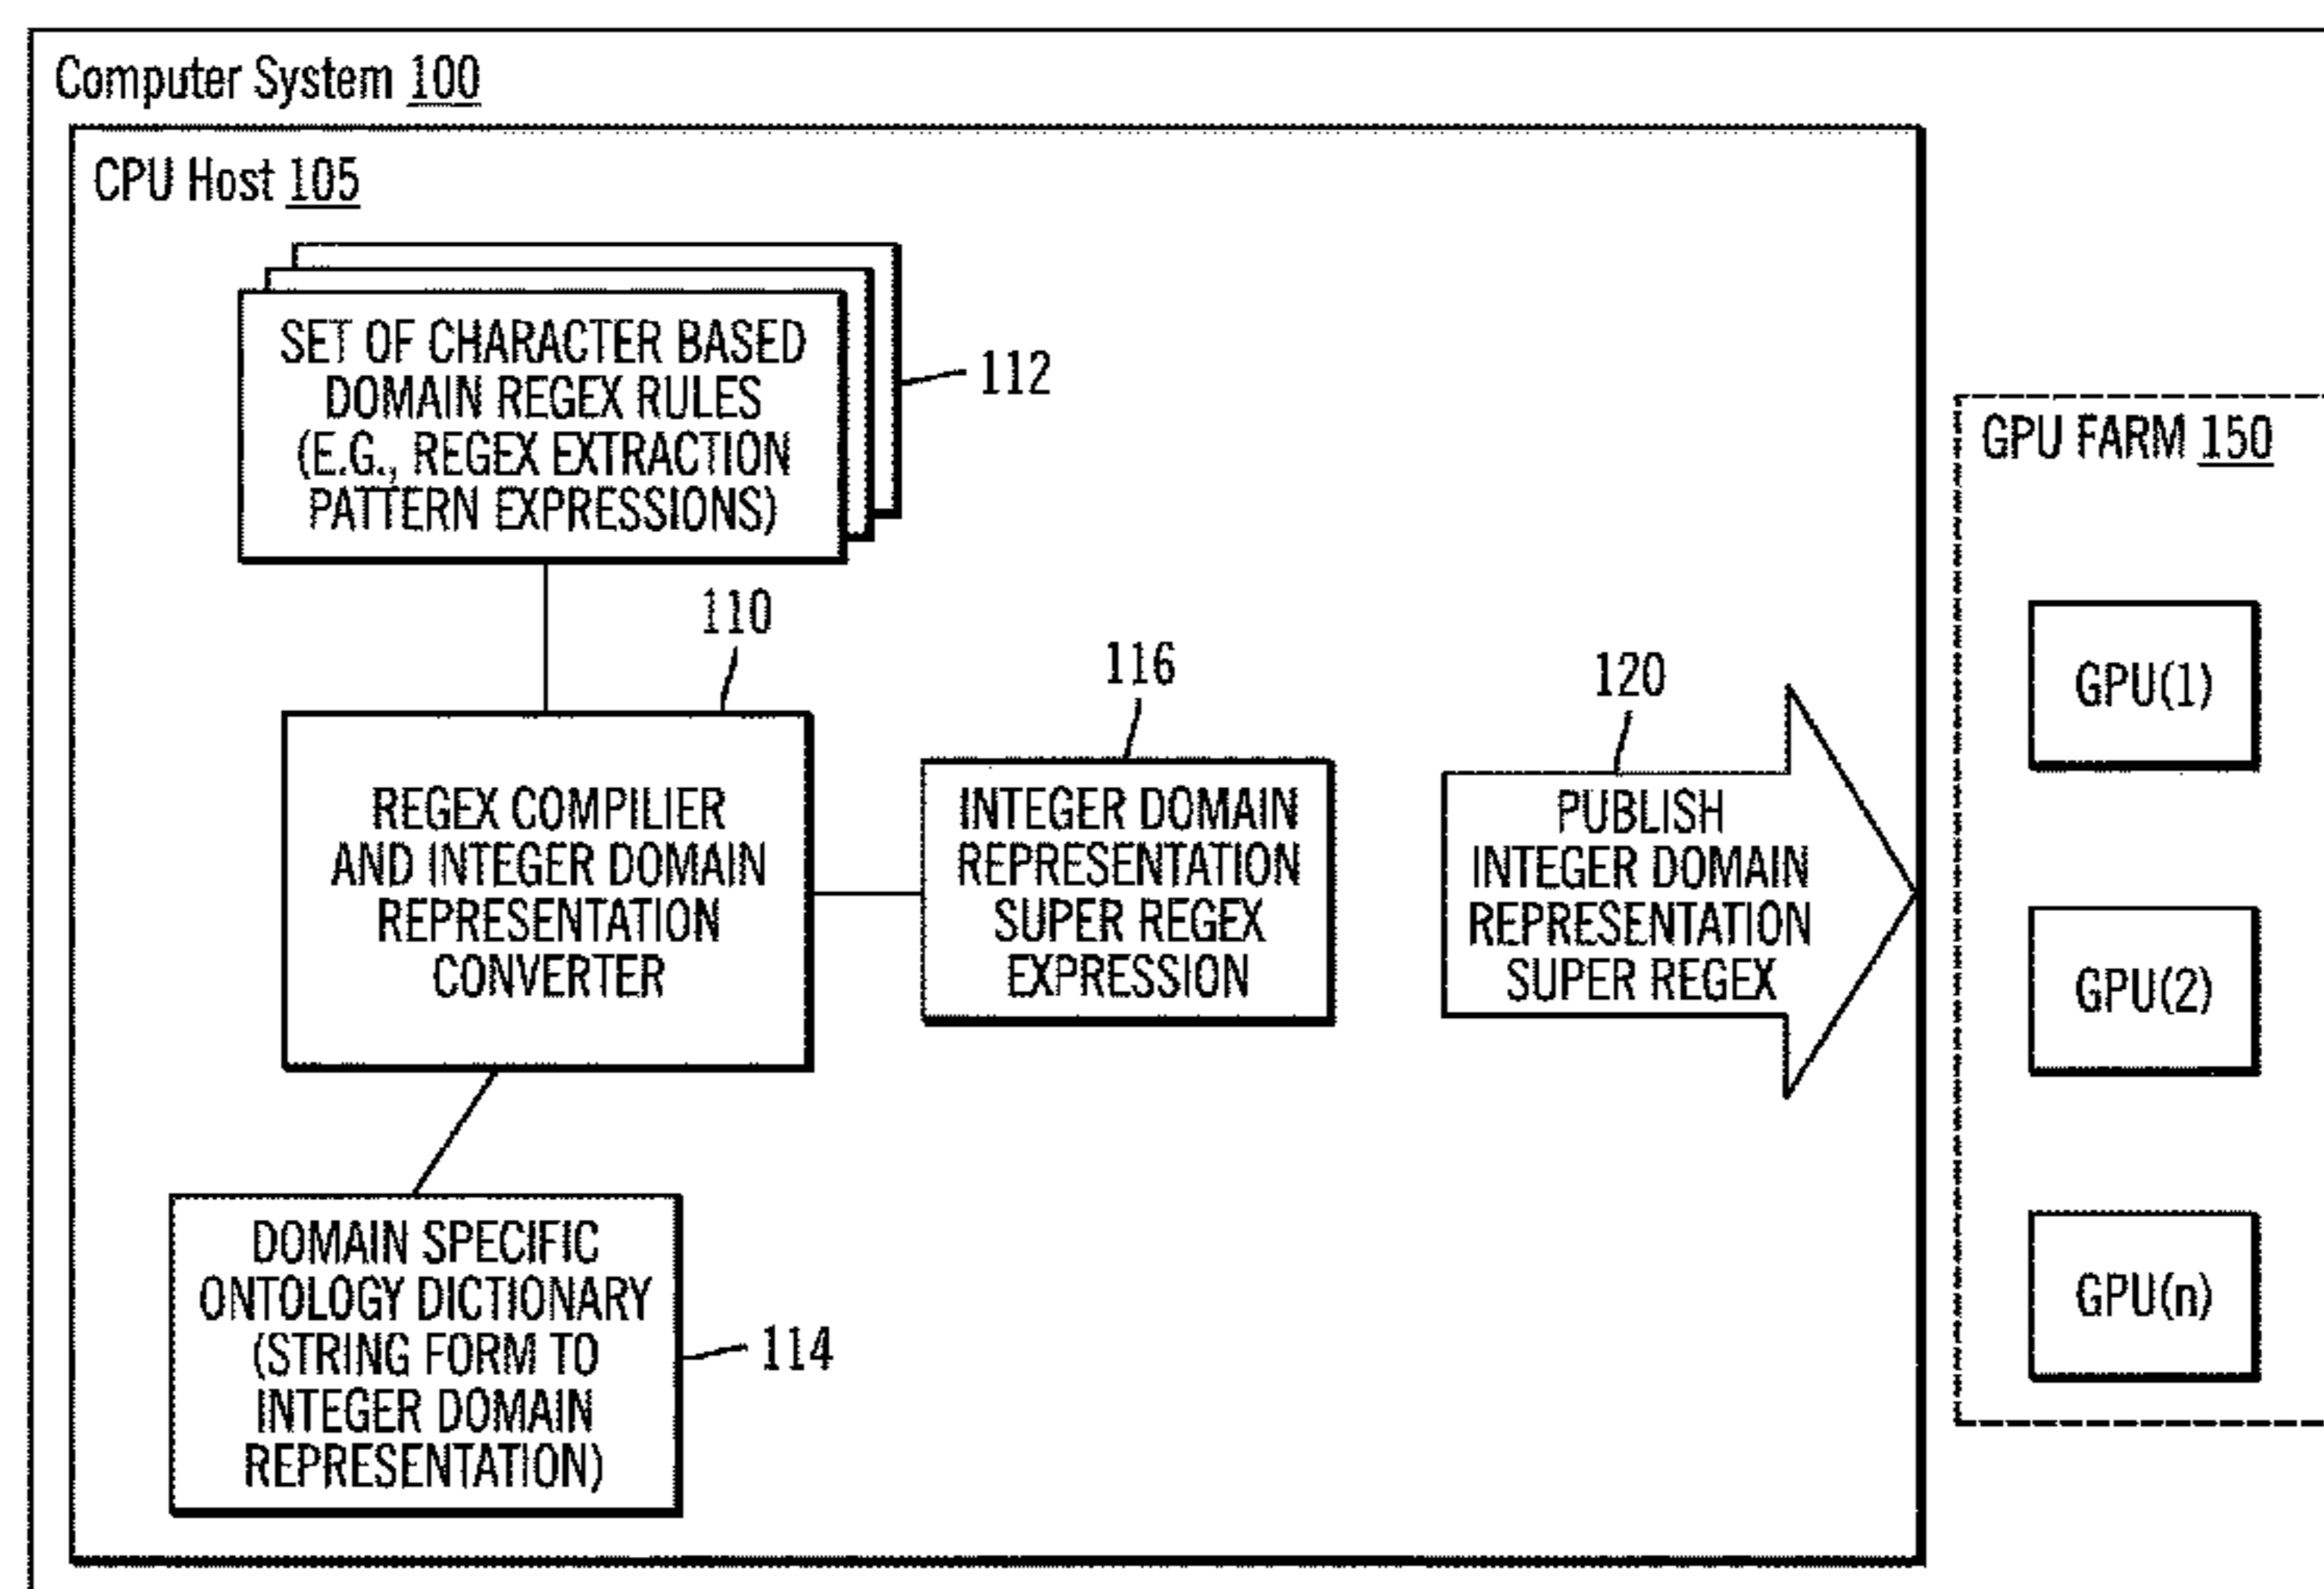 Computer System 100
CPU Host 105
SET OF CHARACTER BASED
DOMAIN REGEX RULES
(E.G., REGEX EXTRACTION
PATTERN EXPRESSIONS)
112
110
REGEX COMPILIER
AND INTEGER DOMAIN
REPRESENTATION
CONVERTER
116
INTEGER DOMAIN
REPRESENTATION
SUPER REGEX
EXPRESSION
120
PUBLISH
INTEGER DOMAIN
REPRESENTATION
SUPER REGEX
DOMAIN SPECIFIC
ONTOLOGY DICTIONARY
(STRING FORM TO
INTEGER DOMAIN
REPRESENTATION)
114
GPU FARM 150
GPU(1)
GPU(2)
GPU(n)